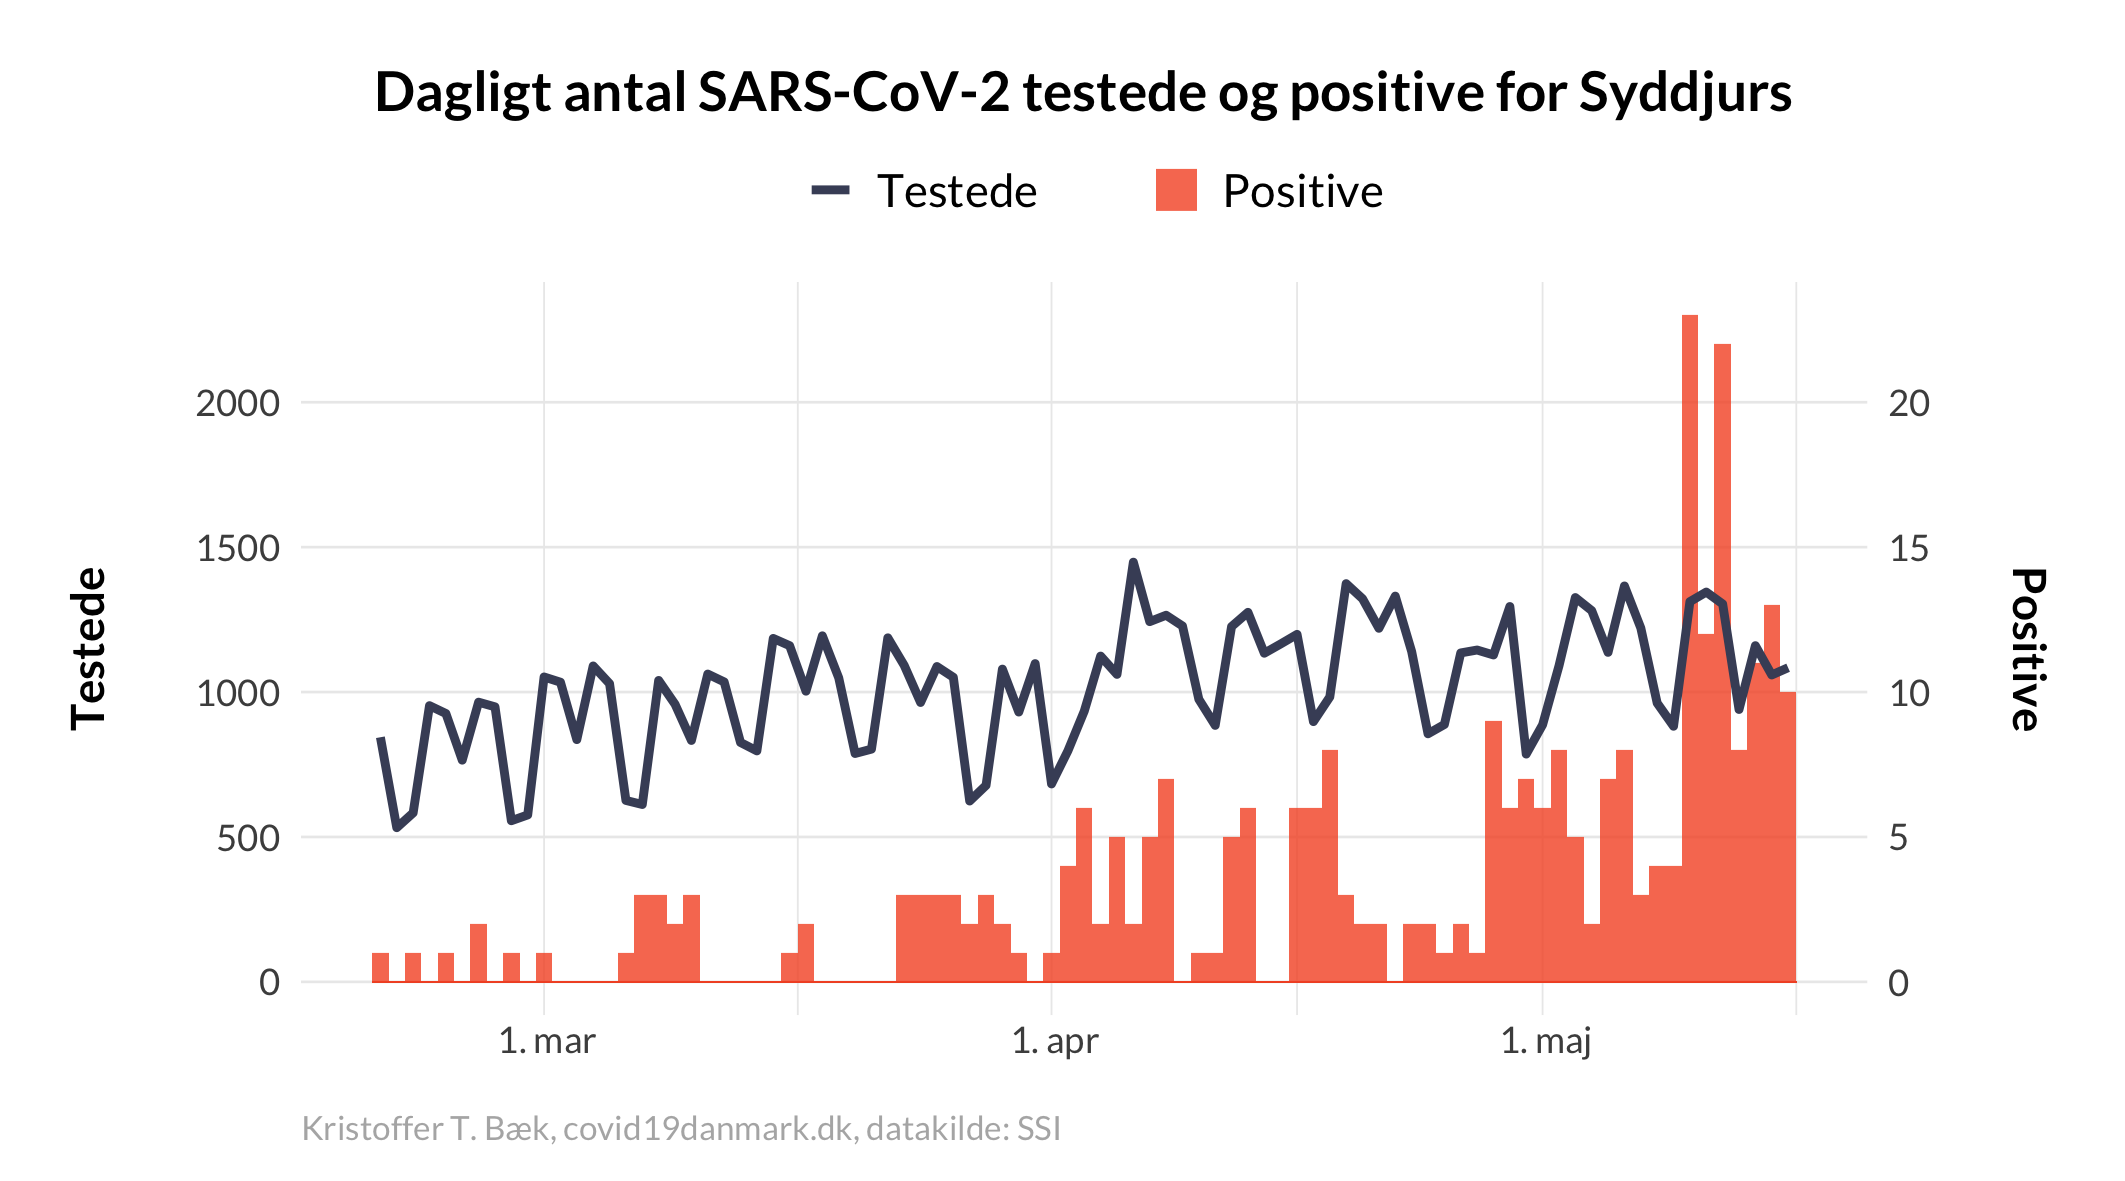 Dagligt antal SARS-CoV-2 testede og positive for Syddjurs
Testede
Positive
Testede
2000
1500
1000
500
0
20
15
10
5
0
Positive
1. mar
1. apr
1. maj
Kristoffer T. Bæk, covid19danmark.dk, datakilde: SSI